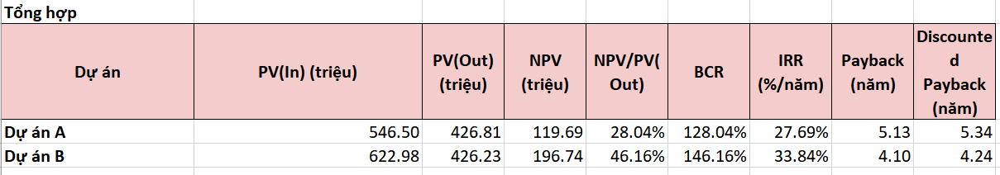 Tổng hợp
Dự án PV(In) (triệu) PV(Out) (triệu) NPV (triệu) NPV/PV(Out) BCR IRR (%/năm) Payback (năm) Discounted Payback (năm)
Dự án A 546.50 426.81 119.69 28.04% 128.04% 27.69% 5.13 5.34
Dự án B 622.98 426.23 196.74 46.16% 146.16% 33.84% 4.10 4.24